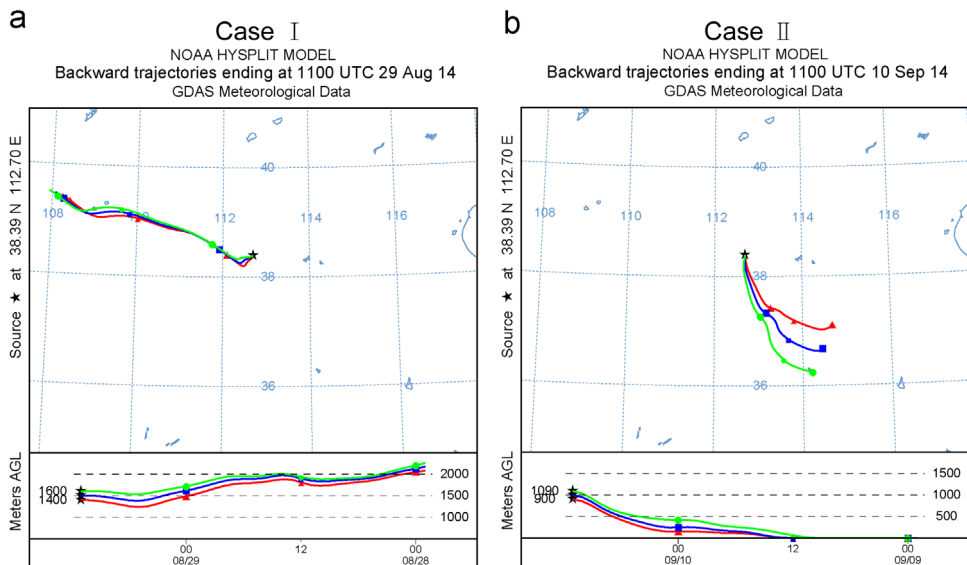 a
Case Ⅰ
NOAA HYSPLIT MODEL
Backward trajectories ending at 1100 UTC 29 Aug 14
GDAS Meteorological Data
Source ★ at 38.39 N 112.70 E
40
108
110
112
114
116
38
36
Meters AGL
2000
1600
1500
1400
1000
00
12
00
08/29
08/28
b
Case Ⅱ
NOAA HYSPLIT MODEL
Backward trajectories ending at 1100 UTC 10 Sep 14
GDAS Meteorological Data
Source ★ at 38.39 N 112.70 E
40
108
110
112
114
116
38
36
Meters AGL
1500
1090
1000
900
500
00
12
00
09/10
09/09